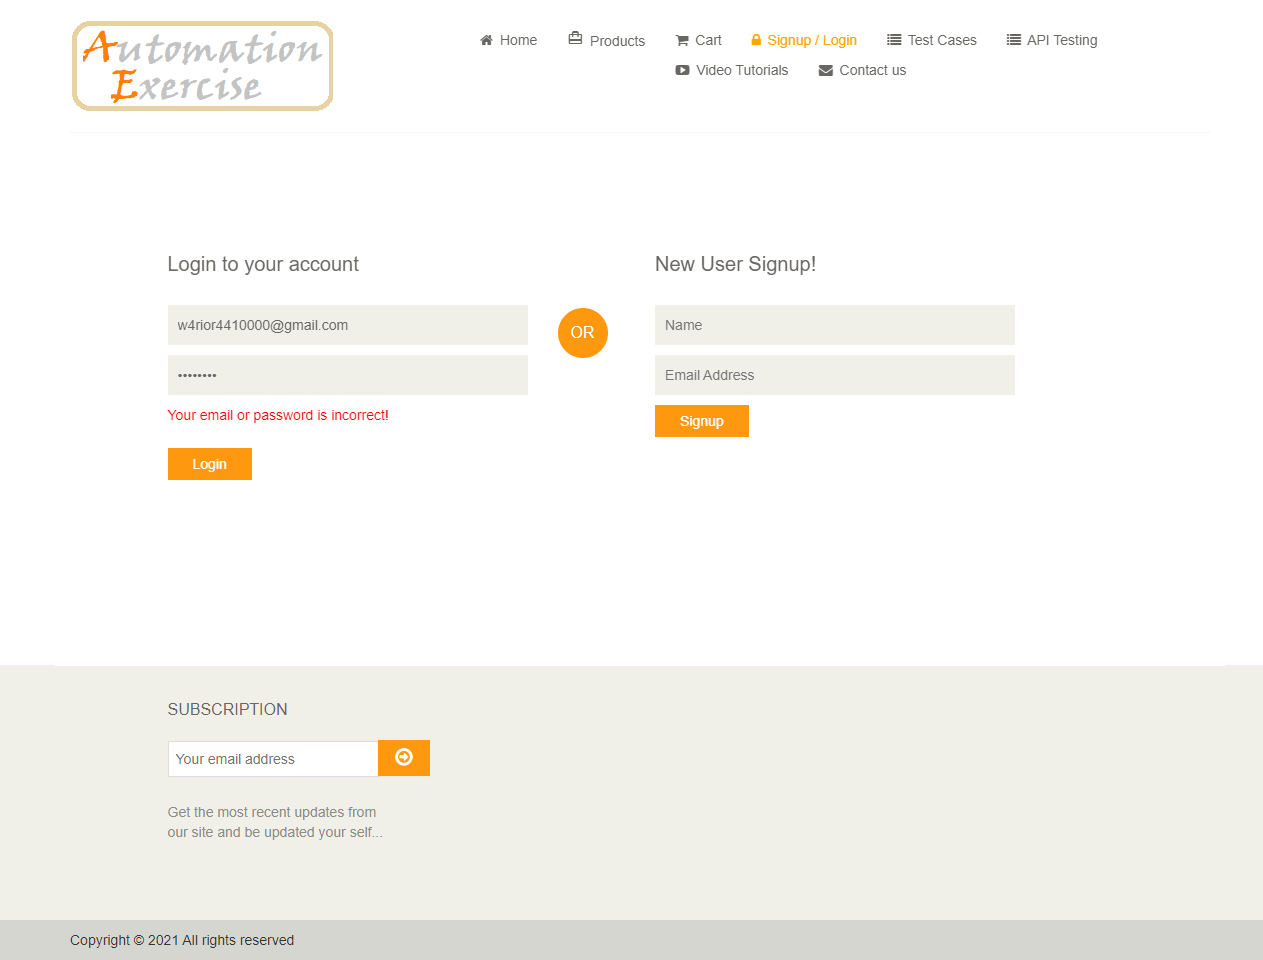 Automation
Exercise
Home
Products
Cart
Signup / Login
Test Cases
API Testing
Video Tutorials
Contact us
Login to your account
w4rior4410000@gmail.com
••••••••
Your email or password is incorrect!
Login
OR
New User Signup!
Name
Email Address
Signup
SUBSCRIPTION
Your email address
Get the most recent updates from
our site and be updated your self...
Copyright © 2021 All rights reserved